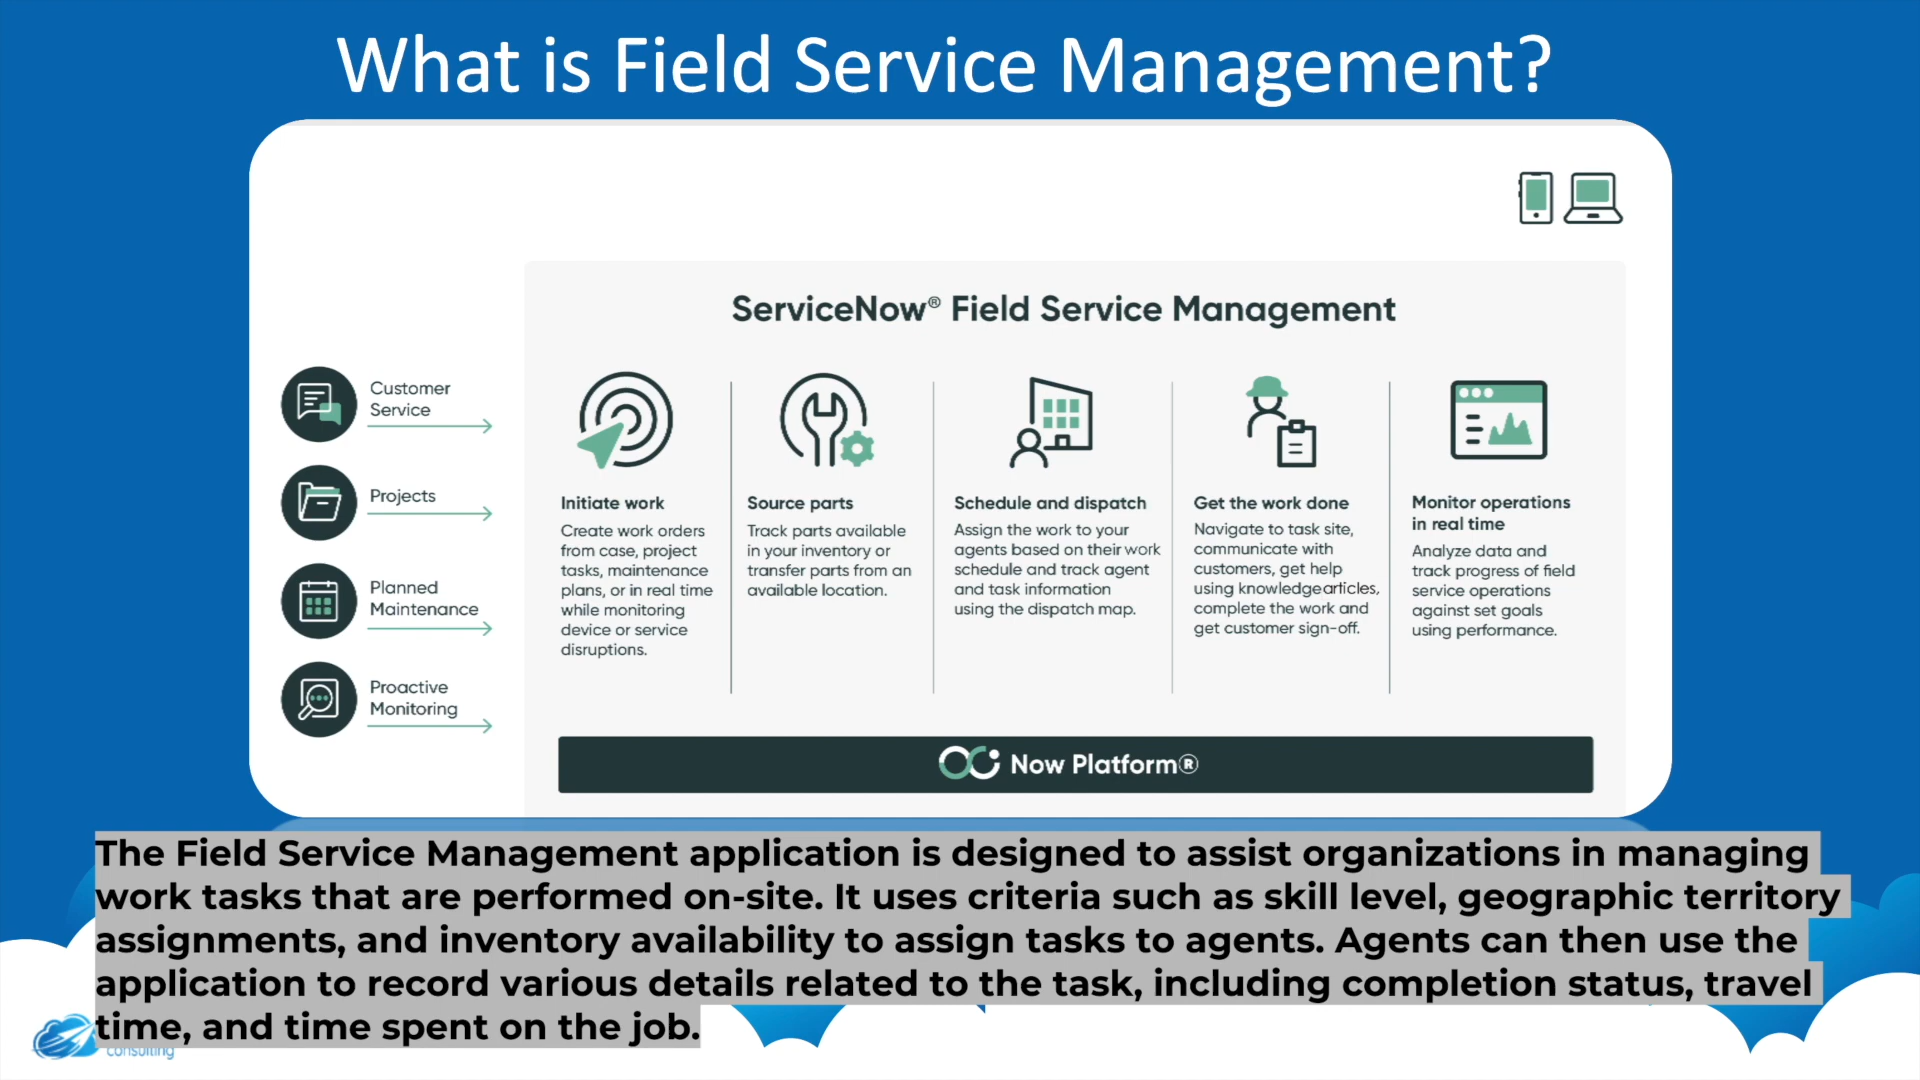 What is Field Service Management?
ServiceNow® Field Service Management
Customer
Service
Projects
Planned
Maintenance
Proactive
Monitoring
Initiate work
Create work orders
from case, project
tasks, maintenance
plans, or in real time
while monitoring
device or service
disruptions.
Source parts
Track parts available
in your inventory or
transfer parts from an
available location.
Schedule and dispatch
Assign the work to your
agents based on their work
schedule and track agent
and task information
using the dispatch map.
Get the work done
Navigate to task site,
communicate with
customers, get help
using knowledge articles,
complete the work and
get customer sign-off.
Monitor operations
in real time
Analyze data and
track progress of field
service operations
against set goals
using performance.
Now Platform®
The Field Service Management application is designed to assist organizations in managing
work tasks that are performed on-site. It uses criteria such as skill level, geographic territory
assignments, and inventory availability to assign tasks to agents. Agents can then use the
application to record various details related to the task, including completion status, travel
time, and time spent on the job.
consulting